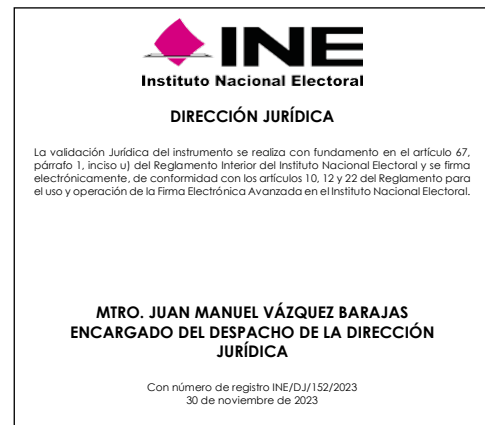 INE
Instituto Nacional Electoral
DIRECCIÓN JURÍDICA
La validación Jurídica del instrumento se realiza con fundamento en el artículo 67,
párrafo 1, inciso u) del Reglamento Interior del Instituto Nacional Electoral y se firma
electrónicamente, de conformidad con los artículos 10, 12 y 22 del Reglamento para
el uso y operación de la Firma Electrónica Avanzada en el Instituto Nacional Electoral.
MTRO. JUAN MANUEL VÁZQUEZ BARAJAS
ENCARGADO DEL DESPACHO DE LA DIRECCIÓN
JURÍDICA
Con número de registro INE/DJ/152/2023
30 de noviembre de 2023